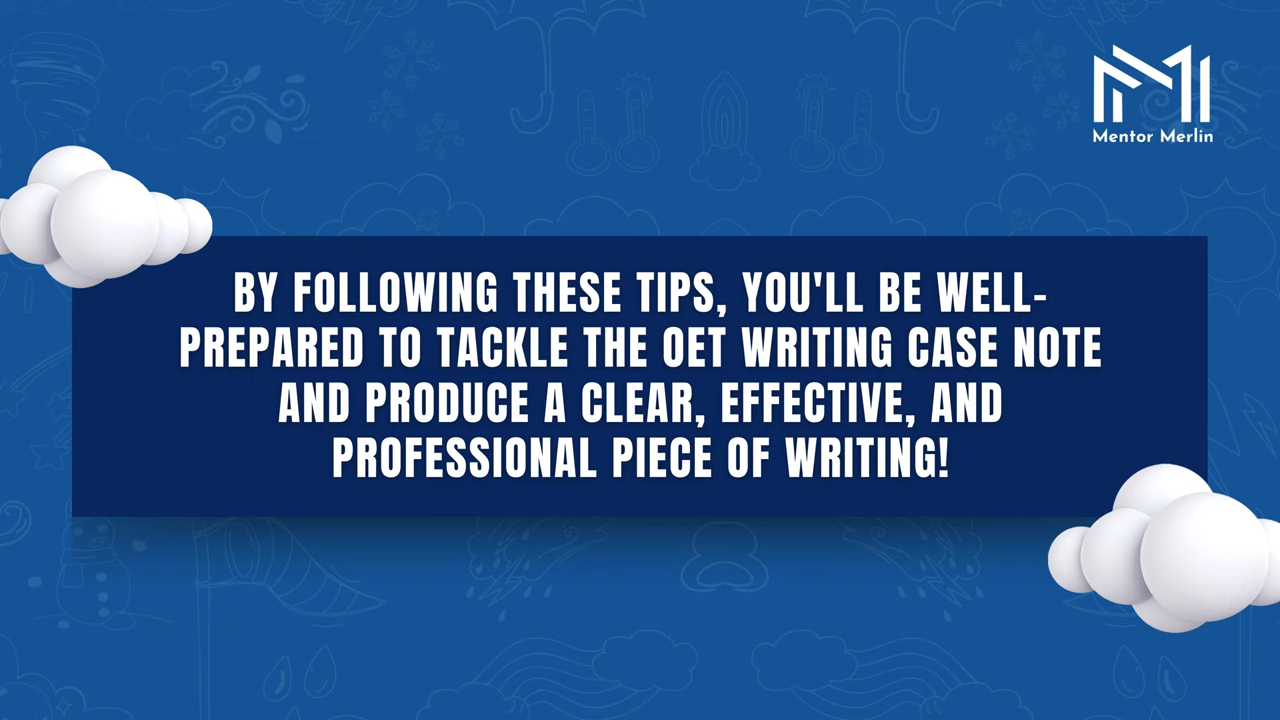 Mentor Merlin
BY FOLLOWING THESE TIPS, YOU'LL BE WELL-
PREPARED TO TACKLE THE OET WRITING CASE NOTE
AND PRODUCE A CLEAR, EFFECTIVE, AND
PROFESSIONAL PIECE OF WRITING!